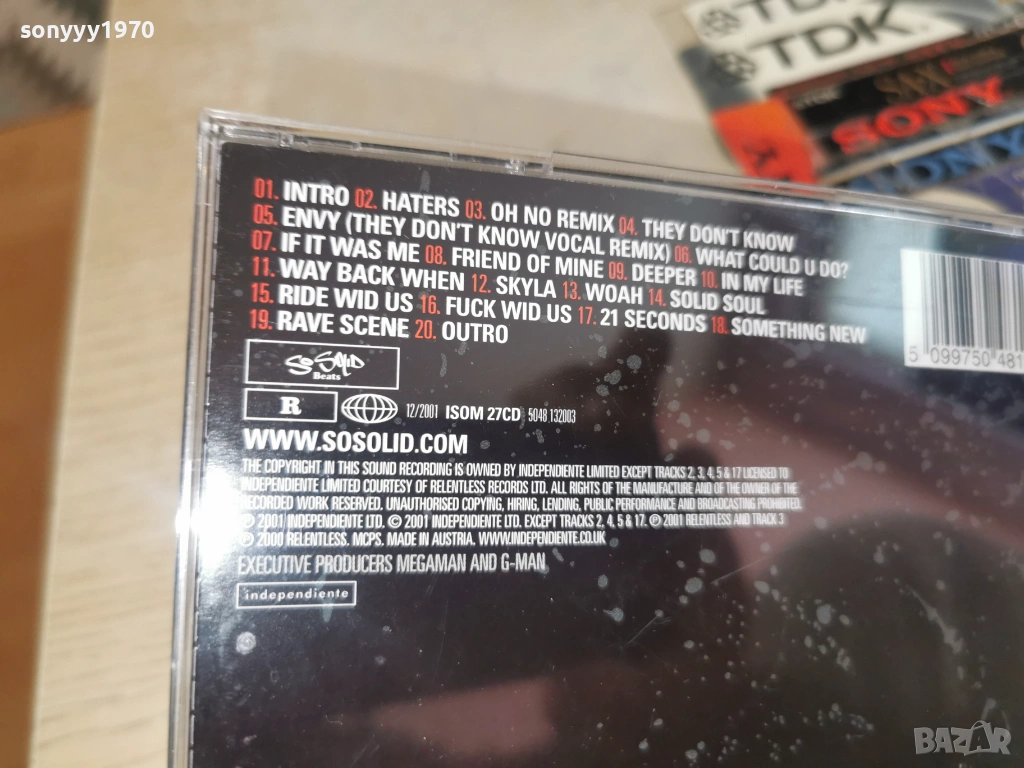 sonyyy1970
TDK
TDK.
SONY
01. INTRO 02. HATERS 03. OH NO REMIX 04. THEY DON'T KNOW
05. ENVY (THEY DON'T KNOW VOCAL REMIX) 06. WHAT COULD U DO?
07. IF IT WAS ME 08. FRIEND OF MINE 09. DEEPER 10. IN MY LIFE
11. WAY BACK WHEN 12. SKYLA 13. WOAH 14. SOLID SOUL
15. RIDE WID US 16. FUCK WID US 17. 21 SECONDS 18. SOMETHING NEW
19. RAVE SCENE 20. OUTRO
So Solid
Beats
R 12/2001 ISOM 27CD 5048 132003
5 099750 481
WWW.SOSOLID.COM
THE COPYRIGHT IN THIS SOUND RECORDING IS OWNED BY INDEPENDIENTE LIMITED EXCEPT TRACKS 2, 3, 4, 5 & 17 LICENSED TO
INDEPENDIENTE LIMITED COURTESY OF RELENTLESS RECORDS LTD. ALL RIGHTS OF THE MANUFACTURE AND OF THE OWNER OF THE
RECORDED WORK RESERVED. UNAUTHORISED COPYING, HIRING, LENDING, PUBLIC PERFORMANCE AND BROADCASTING PROHIBITED.
℗ 2001 INDEPENDIENTE LTD. © 2001 INDEPENDIENTE LTD. EXCEPT TRACKS 2, 4, 5 & 17. ℗ 2001 RELENTLESS AND TRACK 3
℗ 2000 RELENTLESS. MCPS. MADE IN AUSTRIA. WWW.INDEPENDIENTE.CO.UK
EXECUTIVE PRODUCERS MEGAMAN AND G-MAN
independiente
BAZAR